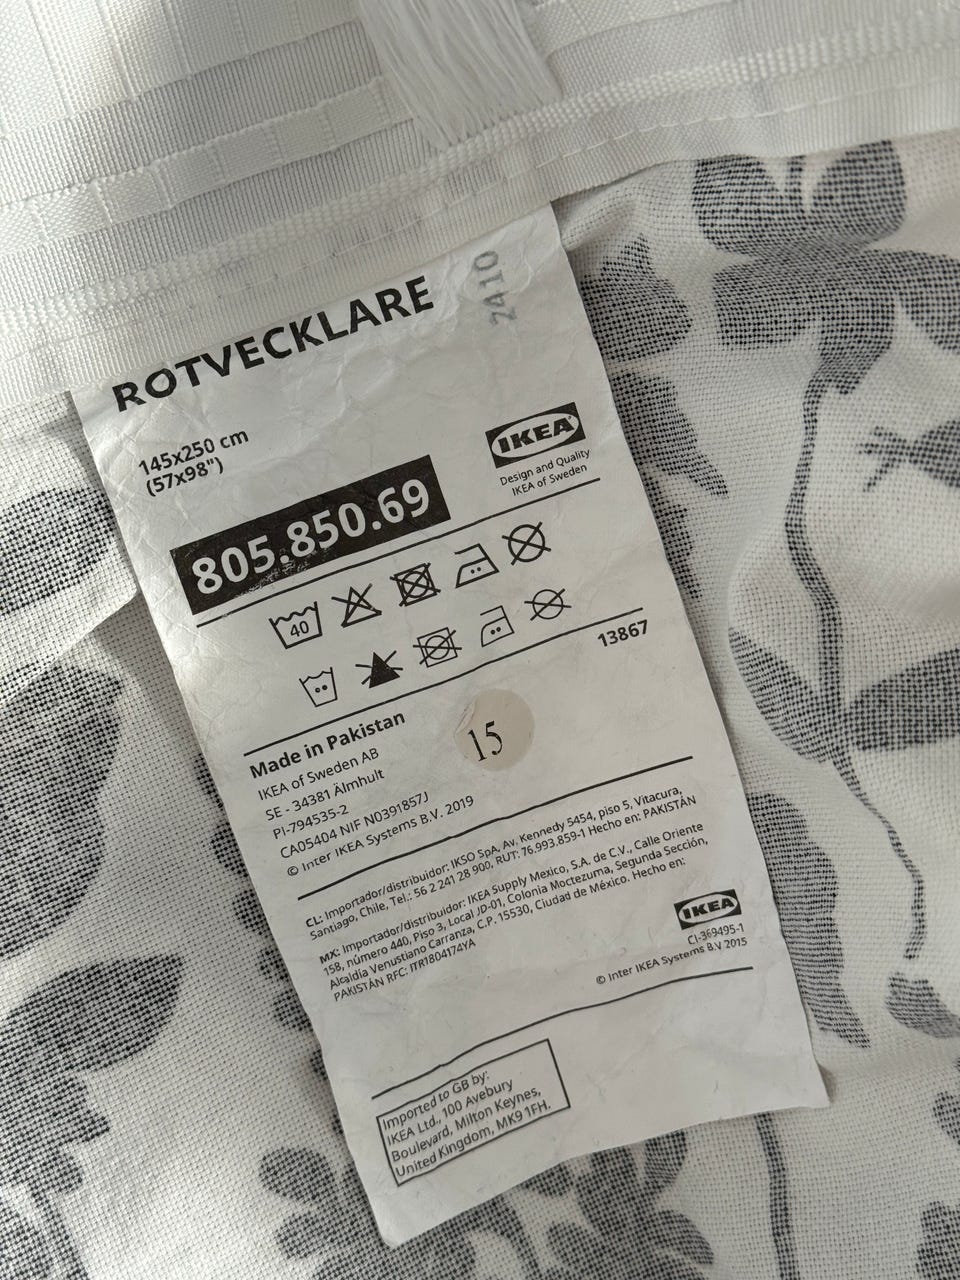 ROTVECKLARE
2410
145x250 cm
(57x98")
IKEA
Design and Quality
IKEA of Sweden
805.850.69
40
13867
Made in Pakistan
IKEA of Sweden AB
SE - 34381 Älmhult
PI-794535-2
CA05404 NIF N0391857J
© Inter IKEA Systems B.V. 2019
15
CL: Importador/distribuidor: IKSO SpA, Av. Kennedy 5454, piso 5, Vitacura,
Santiago, Chile, Tel.: 56 2 241 28 900, RUT: 76.993.859-1 Hecho en: PAKISTÁN
MX: Importador/distribuidor: IKEA Supply Mexico, S.A. de C.V., Calle Oriente
158, número 440, Piso 3, Local JD-01, Colonia Moctezuma, Segunda Sección,
Alcaldía Venustiano Carranza, C.P. 15530, Ciudad de México. Hecho en:
PAKISTÁN RFC: ITR1804174YA
IKEA
CI-369495-1
© Inter IKEA Systems B.V 2015
Imported to GB by:
IKEA Ltd., 100 Avebury
Boulevard, Milton Keynes,
United Kingdom, MK9 1FH.